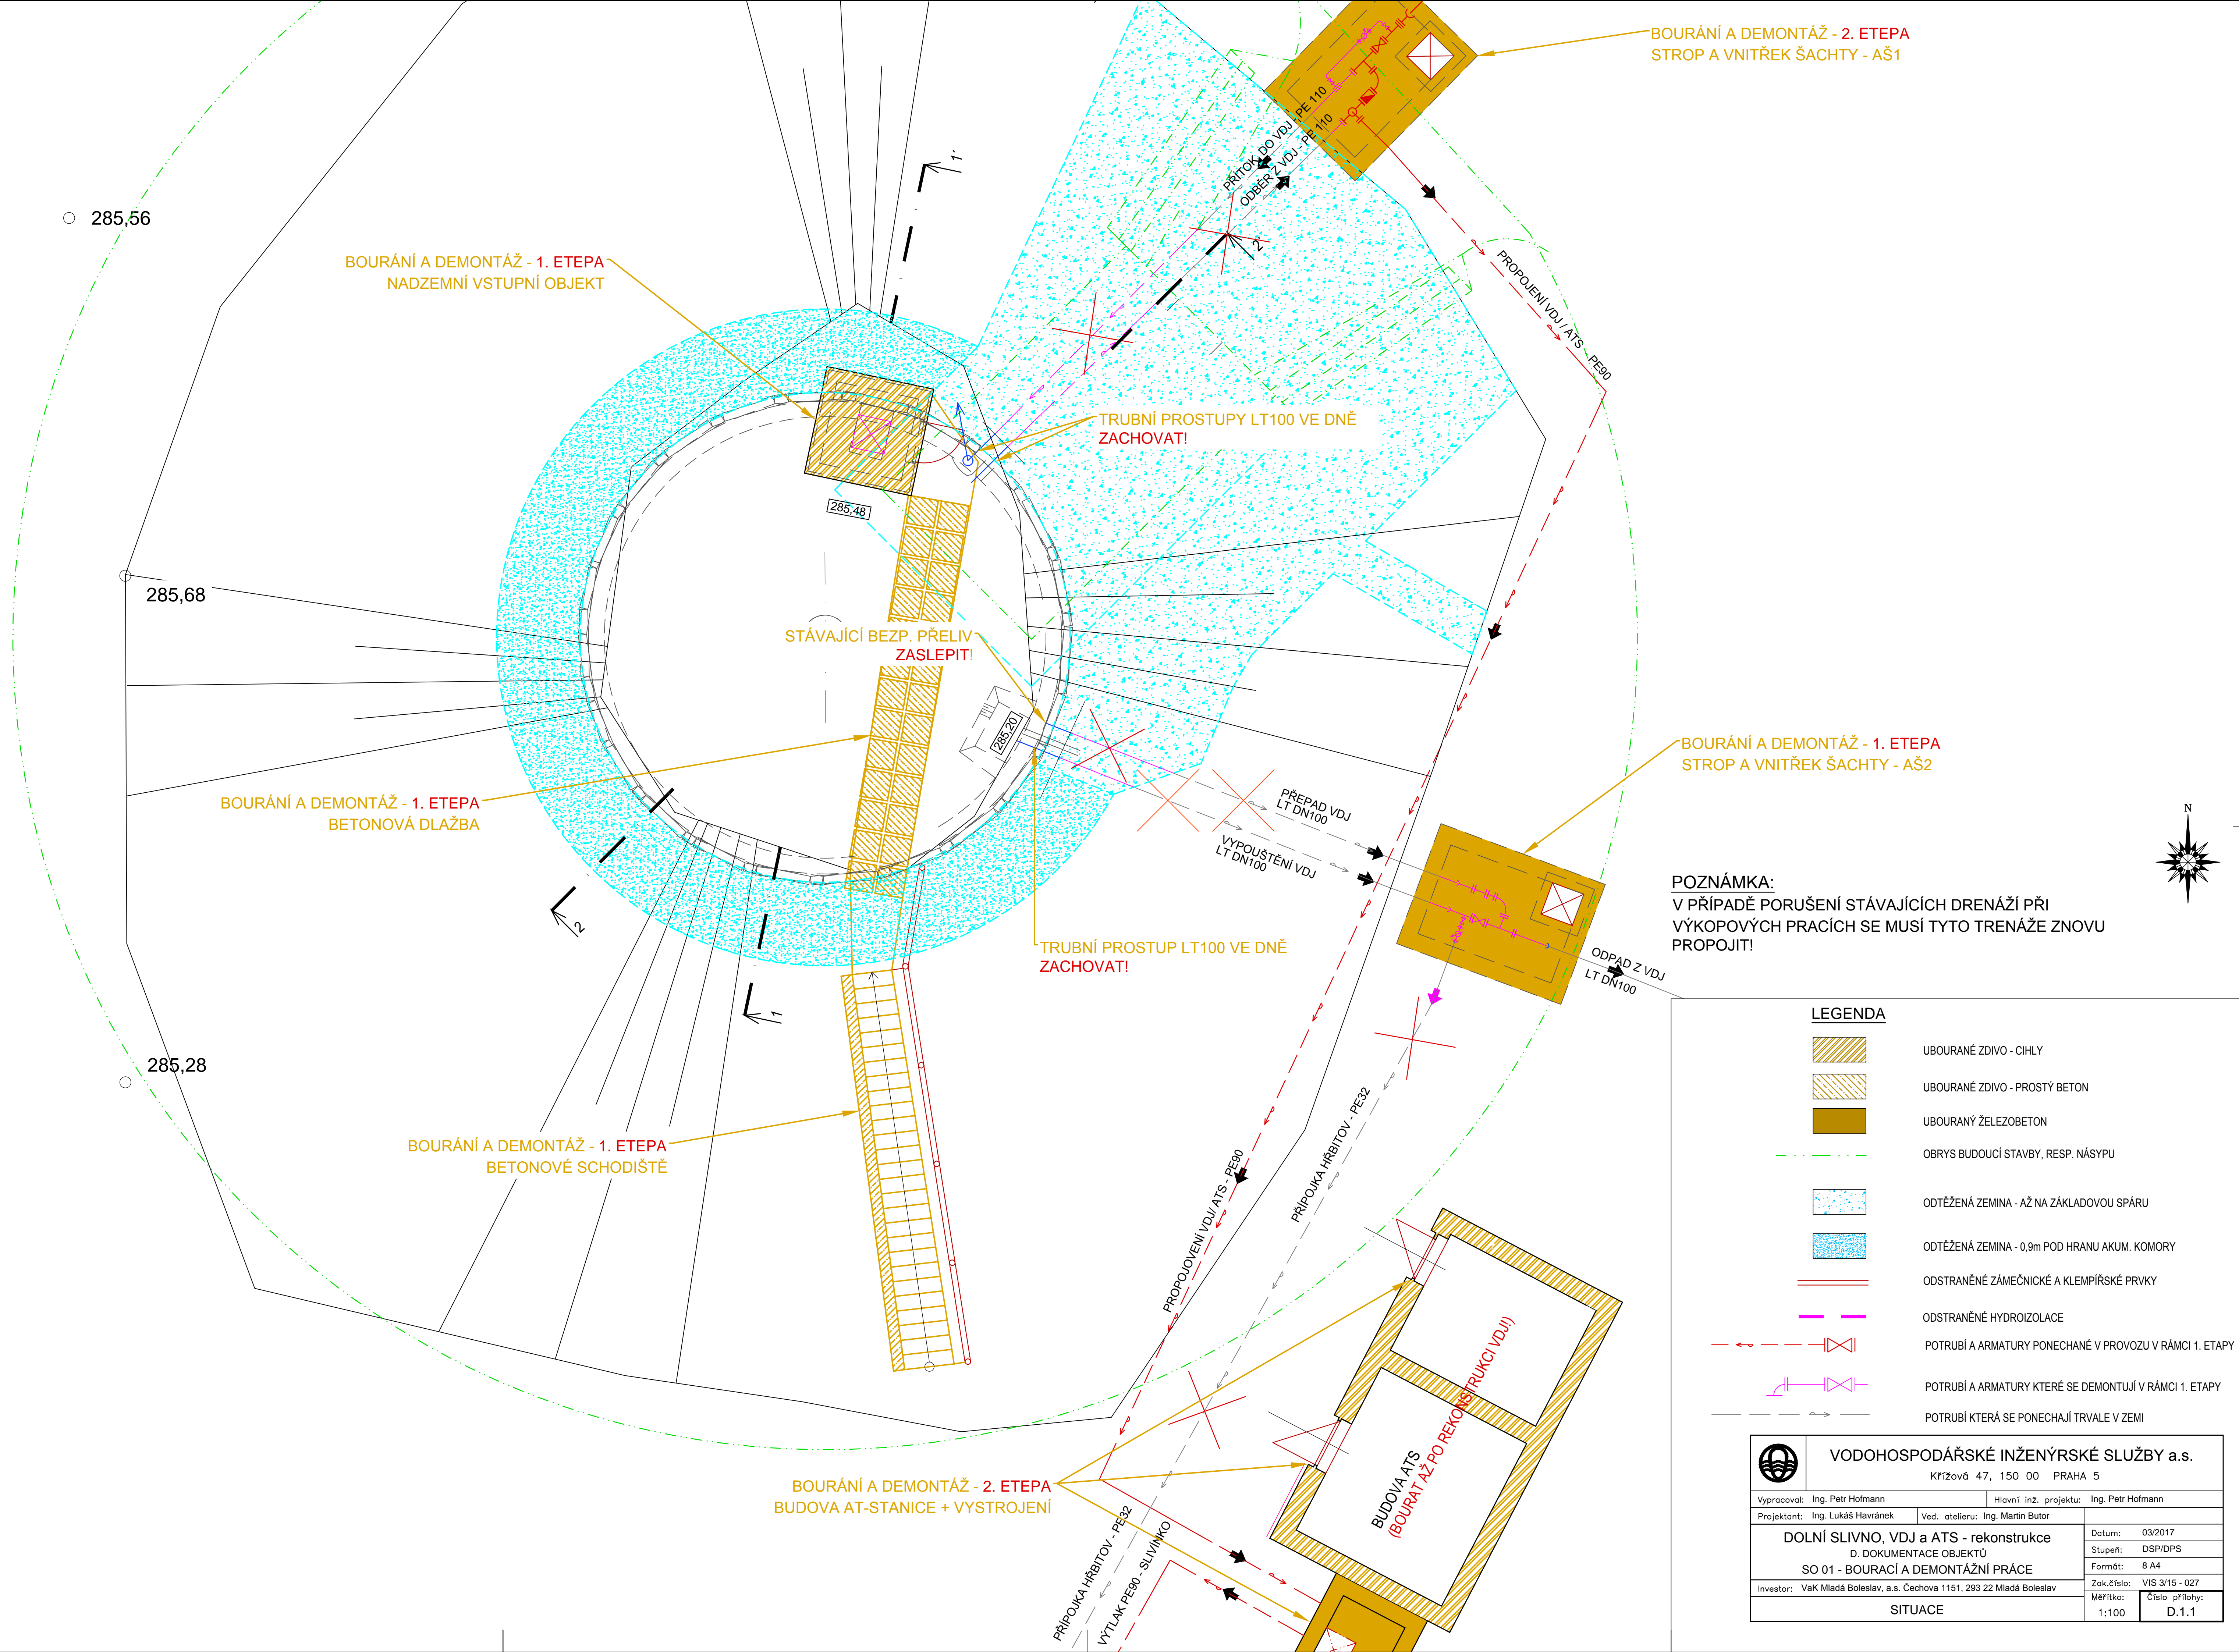 BOURÁNÍ A DEMONTÁŽ - 2. ETEPA
STROP A VNITŘEK ŠACHTY - AŠ1
PŘÍTOK DO VDJ - PE 110
ODBĚR Z VDJ - PE 110
1'
2'
285,56
BOURÁNÍ A DEMONTÁŽ - 1. ETEPA
NADZEMNÍ VSTUPNÍ OBJEKT
PROPOJENÍ VDJ / ATS - PE90
TRUBNÍ PROSTUPY LT100 VE DNĚ
ZACHOVAT!
285,48
285,68
STÁVAJÍCÍ BEZP. PŘELIV
ZASLEPIT!
285,20
BOURÁNÍ A DEMONTÁŽ - 1. ETEPA
STROP A VNITŘEK ŠACHTY - AŠ2
BOURÁNÍ A DEMONTÁŽ - 1. ETEPA
BETONOVÁ DLAŽBA
PŘEPAD VDJ
LT DN100
VYPOUŠTĚNÍ VDJ
LT DN100
N
POZNÁMKA:
V PŘÍPADĚ PORUŠENÍ STÁVAJÍCÍCH DRENÁŽÍ PŘI
VÝKOPOVÝCH PRACÍCH SE MUSÍ TYTO TRENÁŽE ZNOVU
PROPOJIT!
2
TRUBNÍ PROSTUP LT100 VE DNĚ
ZACHOVAT!
ODPAD Z VDJ
LT DN100
1
285,28
LEGENDA
UBOURANÉ ZDIVO - CIHLY
UBOURANÉ ZDIVO - PROSTÝ BETON
UBOURANÝ ŽELEZOBETON
OBRYS BUDOUCÍ STAVBY, RESP. NÁSYPU
ODTĚŽENÁ ZEMINA - AŽ NA ZÁKLADOVOU SPÁRU
ODTĚŽENÁ ZEMINA - 0,9m POD HRANU AKUM. KOMORY
ODSTRANĚNÉ ZÁMEČNICKÉ A KLEMPÍŘSKÉ PRVKY
ODSTRANĚNÉ HYDROIZOLACE
POTRUBÍ A ARMATURY PONECHANÉ V PROVOZU V RÁMCI 1. ETAPY
POTRUBÍ A ARMATURY KTERÉ SE DEMONTUJÍ V RÁMCI 1. ETAPY
POTRUBÍ KTERÁ SE PONECHAJÍ TRVALE V ZEMI
BOURÁNÍ A DEMONTÁŽ - 1. ETEPA
BETONOVÉ SCHODIŠTĚ
PROPOJOVENÍ VDJ/ ATS - PE90
PŘÍPOJKA HŘBITOV - PE32
BUDOVA ATS
(BOURAT AŽ PO REKONSTRUKCI VDJ!)
BOURÁNÍ A DEMONTÁŽ - 2. ETEPA
BUDOVA AT-STANICE + VYSTROJENÍ
PŘÍPOJKA HŘBITOV - PE32
VÝTLAK PE90 - SLIVÍNKO
VODOHOSPODÁŘSKÉ INŽENÝRSKÉ SLUŽBY a.s.
Křížová 47, 150 00 PRAHA 5
Vypracoval: Ing. Petr Hofmann
Hlavní inž. projektu: Ing. Petr Hofmann
Projektant: Ing. Lukáš Havránek
Ved. atelieru: Ing. Martin Butor
DOLNÍ SLIVNO, VDJ a ATS - rekonstrukce
D. DOKUMENTACE OBJEKTŮ
SO 01 - BOURACÍ A DEMONTÁŽNÍ PRÁCE
Investor: VaK Mladá Boleslav, a.s. Čechova 1151, 293 22 Mladá Boleslav
SITUACE
Datum: 03/2017
Stupeň: DSP/DPS
Formát: 8 A4
Zak.číslo: VIS 3/15 - 027
Měřítko: 1:100
Číslo přílohy: D.1.1